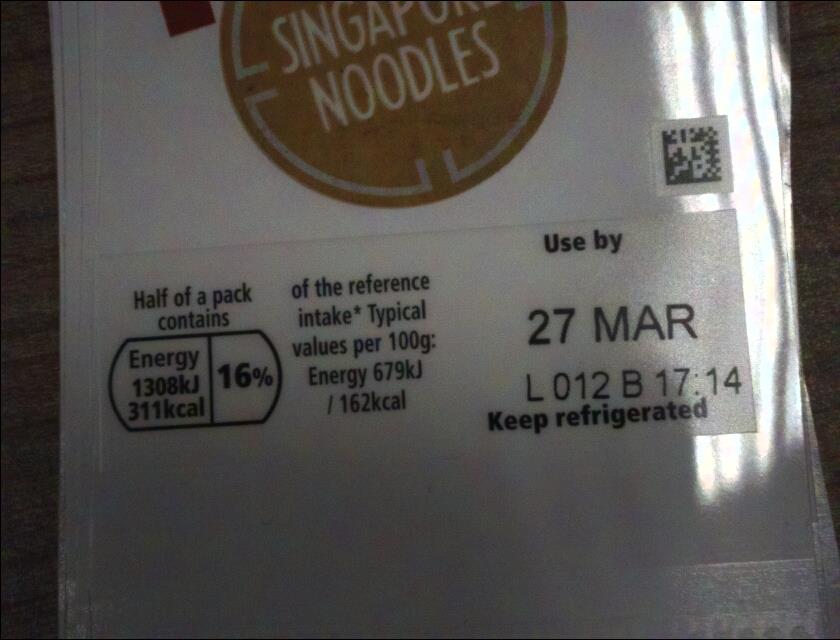 SINGAPORE
NOODLES
Use by
27 MAR
L 012 B 17:14
Keep refrigerated
Half of a pack
contains
Energy
1308kJ
311kcal
16%
of the reference
intake* Typical
values per 100g:
Energy 679kJ
/ 162kcal